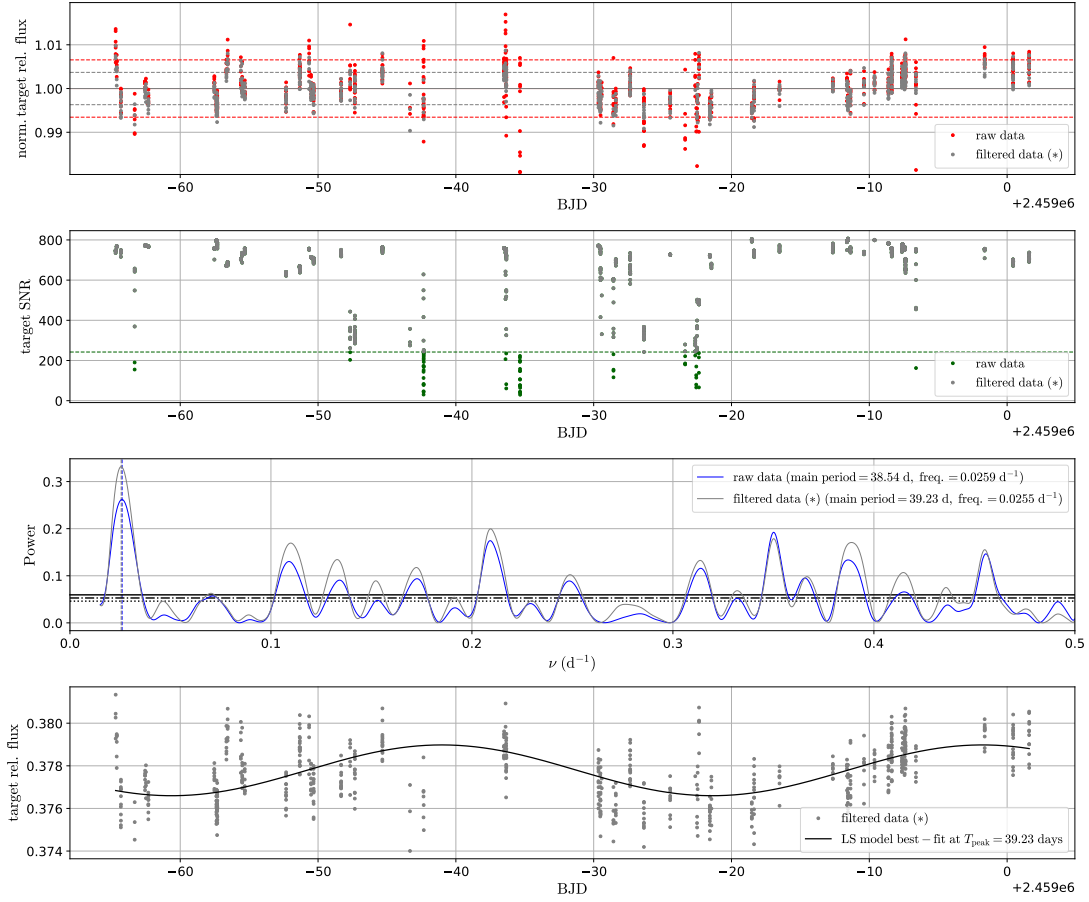 norm. target rel. flux
1.01
1.00
0.99
raw data
filtered data (∗)
−60
−50
−40
−30
−20
−10
0
BJD
+2.459e6
target SNR
800
600
400
200
0
raw data
filtered data (∗)
−60
−50
−40
−30
−20
−10
0
BJD
+2.459e6
Power
0.3
0.2
0.1
0.0
raw data (main period = 38.54 d, freq. = 0.0259 d⁻¹)
filtered data (∗) (main period = 39.23 d, freq. = 0.0255 d⁻¹)
0.0
0.1
0.2
0.3
0.4
0.5
ν (d⁻¹)
target rel. flux
0.380
0.378
0.376
0.374
filtered data (∗)
LS model best − fit at T_peak = 39.23 days
−60
−50
−40
−30
−20
−10
0
BJD
+2.459e6